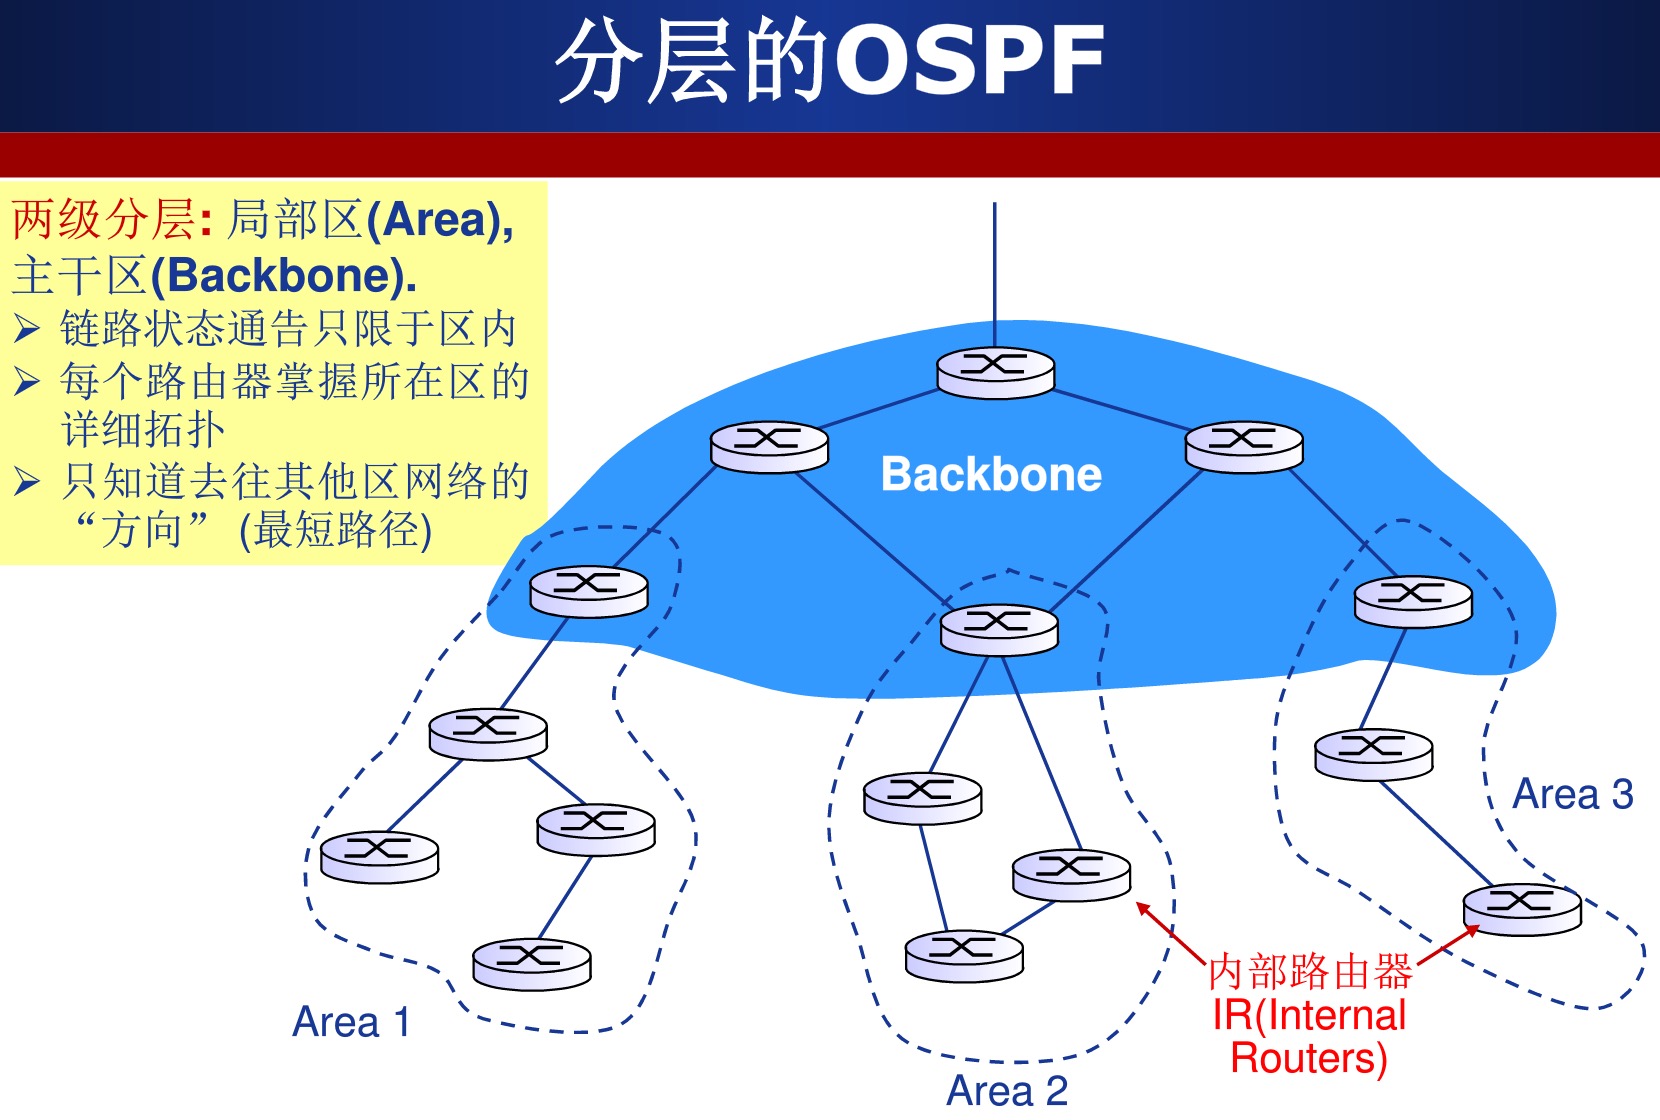 分层的OSPF
两级分层: 局部区(Area),
主干区(Backbone).
➢ 链路状态通告只限于区内
➢ 每个路由器掌握所在区的
详细拓扑
➢ 只知道去往其他区网络的
“方向” (最短路径)
Backbone
Area 3
内部路由器
IR(Internal
Routers)
Area 1
Area 2